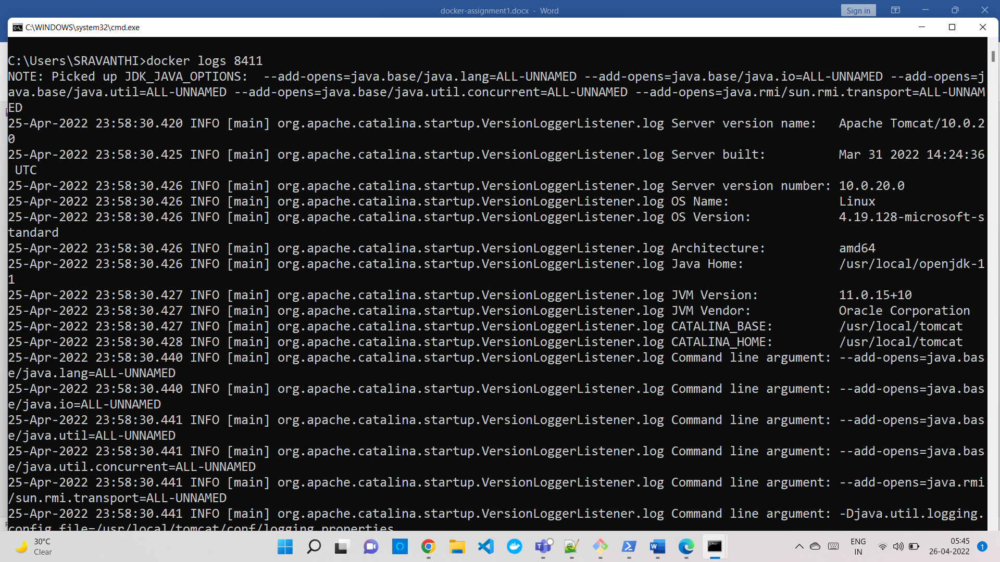 docker-assignment1.docx - Word
Sign in
C:\WINDOWS\system32\cmd.exe
C:\Users\SRAVANTHI>docker logs 8411
NOTE: Picked up JDK_JAVA_OPTIONS:  --add-opens=java.base/java.lang=ALL-UNNAMED --add-opens=java.base/java.io=ALL-UNNAMED --add-opens=j
ava.base/java.util=ALL-UNNAMED --add-opens=java.base/java.util.concurrent=ALL-UNNAMED --add-opens=java.rmi/sun.rmi.transport=ALL-UNNAM
ED
25-Apr-2022 23:58:30.420 INFO [main] org.apache.catalina.startup.VersionLoggerListener.log Server version name:   Apache Tomcat/10.0.2
0
25-Apr-2022 23:58:30.425 INFO [main] org.apache.catalina.startup.VersionLoggerListener.log Server built:          Mar 31 2022 14:24:36
 UTC
25-Apr-2022 23:58:30.426 INFO [main] org.apache.catalina.startup.VersionLoggerListener.log Server version number: 10.0.20.0
25-Apr-2022 23:58:30.426 INFO [main] org.apache.catalina.startup.VersionLoggerListener.log OS Name:               Linux
25-Apr-2022 23:58:30.426 INFO [main] org.apache.catalina.startup.VersionLoggerListener.log OS Version:            4.19.128-microsoft-s
tandard
25-Apr-2022 23:58:30.426 INFO [main] org.apache.catalina.startup.VersionLoggerListener.log Architecture:          amd64
25-Apr-2022 23:58:30.426 INFO [main] org.apache.catalina.startup.VersionLoggerListener.log Java Home:             /usr/local/openjdk-1
1
25-Apr-2022 23:58:30.427 INFO [main] org.apache.catalina.startup.VersionLoggerListener.log JVM Version:           11.0.15+10
25-Apr-2022 23:58:30.427 INFO [main] org.apache.catalina.startup.VersionLoggerListener.log JVM Vendor:            Oracle Corporation
25-Apr-2022 23:58:30.427 INFO [main] org.apache.catalina.startup.VersionLoggerListener.log CATALINA_BASE:         /usr/local/tomcat
25-Apr-2022 23:58:30.428 INFO [main] org.apache.catalina.startup.VersionLoggerListener.log CATALINA_HOME:         /usr/local/tomcat
25-Apr-2022 23:58:30.440 INFO [main] org.apache.catalina.startup.VersionLoggerListener.log Command line argument: --add-opens=java.bas
e/java.lang=ALL-UNNAMED
25-Apr-2022 23:58:30.440 INFO [main] org.apache.catalina.startup.VersionLoggerListener.log Command line argument: --add-opens=java.bas
e/java.io=ALL-UNNAMED
25-Apr-2022 23:58:30.441 INFO [main] org.apache.catalina.startup.VersionLoggerListener.log Command line argument: --add-opens=java.bas
e/java.util=ALL-UNNAMED
25-Apr-2022 23:58:30.441 INFO [main] org.apache.catalina.startup.VersionLoggerListener.log Command line argument: --add-opens=java.bas
e/java.util.concurrent=ALL-UNNAMED
25-Apr-2022 23:58:30.441 INFO [main] org.apache.catalina.startup.VersionLoggerListener.log Command line argument: --add-opens=java.rmi
/sun.rmi.transport=ALL-UNNAMED
25-Apr-2022 23:58:30.441 INFO [main] org.apache.catalina.startup.VersionLoggerListener.log Command line argument: -Djava.util.logging.
config.file=/usr/local/tomcat/conf/logging.properties
30°C
Clear
ENG
IN
05:45
26-04-2022
1